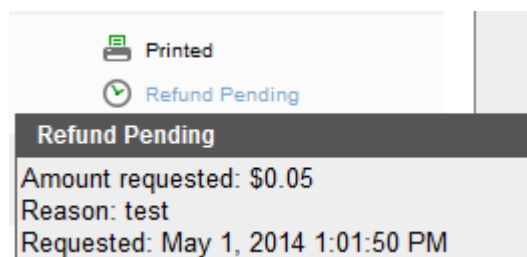 Printed
Refund Pending
Refund Pending
Amount requested: $0.05
Reason: test
Requested: May 1, 2014 1:01:50 PM